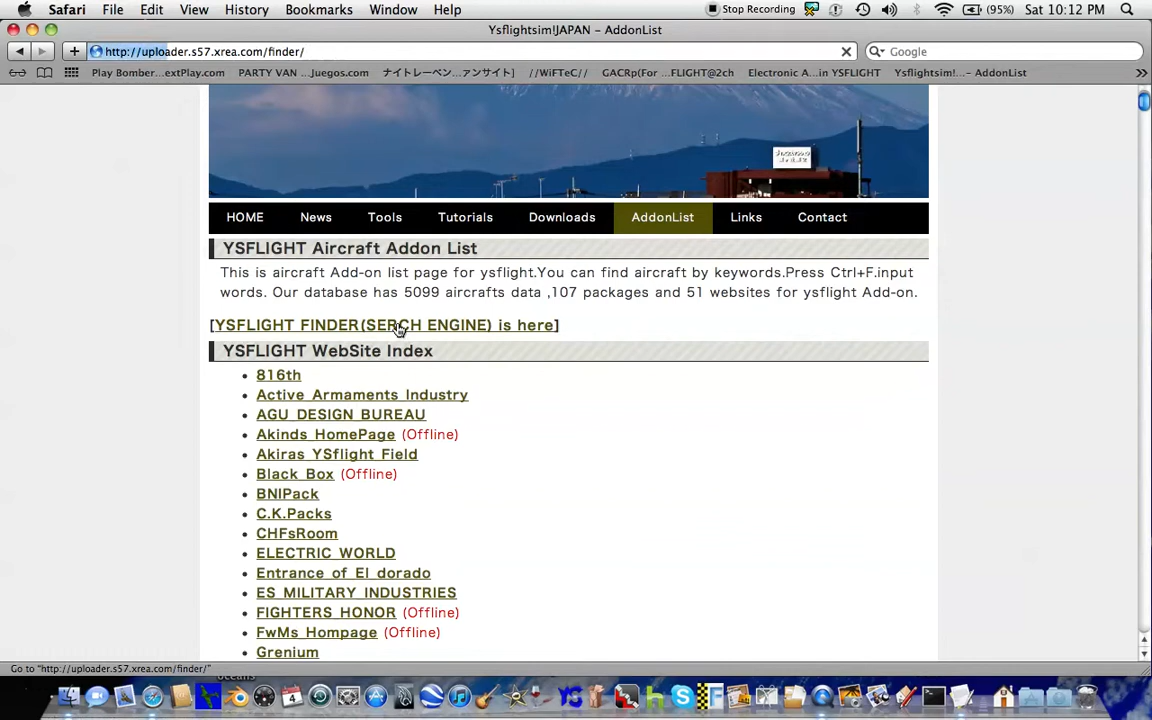 Safari File Edit View History Bookmarks Window Help Stop Recording (95%) Sat 10:12 PM
Ysflightsim!JAPAN - AddonList
http://uploader.s57.xrea.com/finder/ Google
Play Bomber...extPlay.com PARTY VAN ...Juegos.com ナイトレーベン...ァンサイト] //WiFTeC// GACRp(For ...FLIGHT@2ch Electronic A...in YSFLIGHT Ysflightsim!... - AddonList
HOME News Tools Tutorials Downloads AddonList Links Contact
YSFLIGHT Aircraft Addon List
This is aircraft Add-on list page for ysflight.You can find aircraft by keywords.Press Ctrl+F.input
words. Our database has 5099 aircrafts data ,107 packages and 51 websites for ysflight Add-on.
[YSFLIGHT FINDER(SERCH ENGINE) is here]
YSFLIGHT WebSite Index
816th
Active Armaments Industry
AGU DESIGN BUREAU
Akinds HomePage (Offline)
Akiras YSflight Field
Black Box (Offline)
BNIPack
C.K.Packs
CHFsRoom
ELECTRIC WORLD
Entrance of El dorado
ES MILITARY INDUSTRIES
FIGHTERS HONOR (Offline)
FwMs Hompage (Offline)
Grenium
Go to "http://uploader.s57.xrea.com/finder/"
oceans